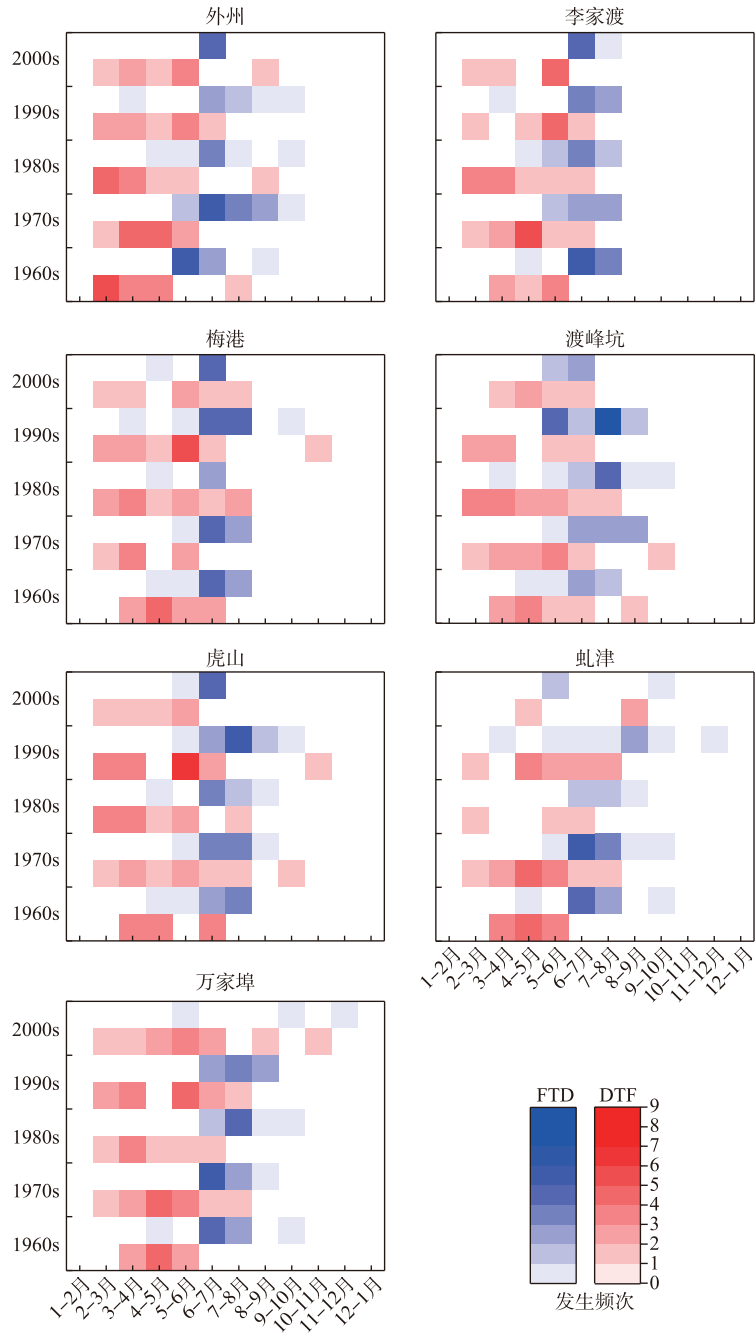 外州
李家渡
2000s
1990s
1980s
1970s
1960s
梅港
渡峰坑
2000s
1990s
1980s
1970s
1960s
虎山
虬津
2000s
1990s
1980s
1970s
1960s
1–2月
2–3月
3–4月
4–5月
5–6月
6–7月
7–8月
8–9月
9–10月
10–11月
11–12月
12–1月
万家埠
2000s
1990s
1980s
1970s
1960s
1–2月
2–3月
3–4月
4–5月
5–6月
6–7月
7–8月
8–9月
9–10月
10–11月
11–12月
12–1月
FTD DTF
9
8
7
6
5
4
3
2
1
0
发生频次